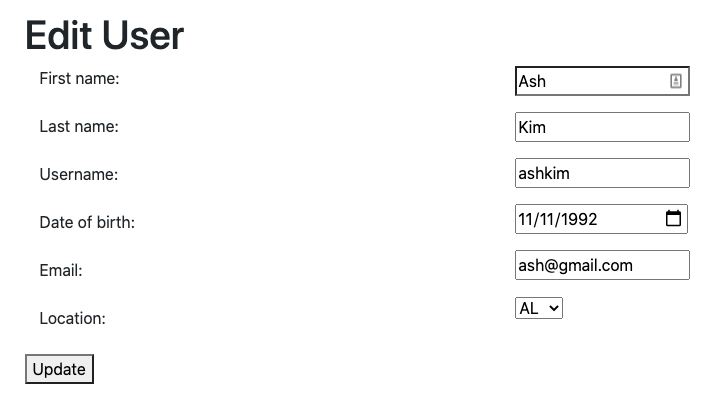 Edit User
First name: Ash
Last name: Kim
Username: ashkim
Date of birth: 11/11/1992
Email: ash@gmail.com
Location: AL
Update